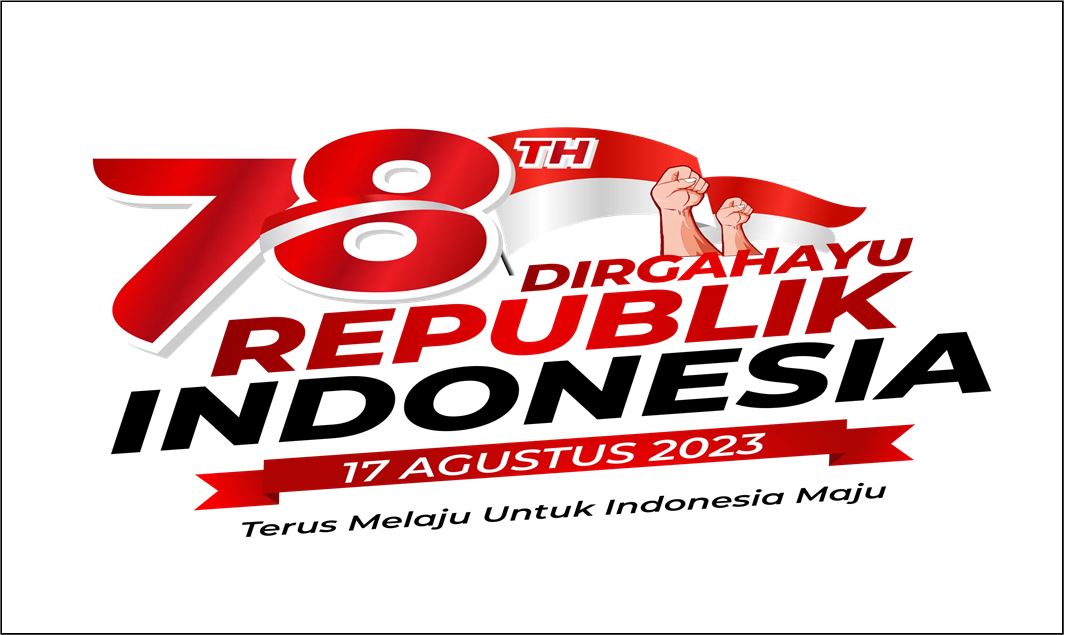 78TH
DIRGAHAYU
REPUBLIK
INDONESIA
17 AGUSTUS 2023
Terus Melaju Untuk Indonesia Maju